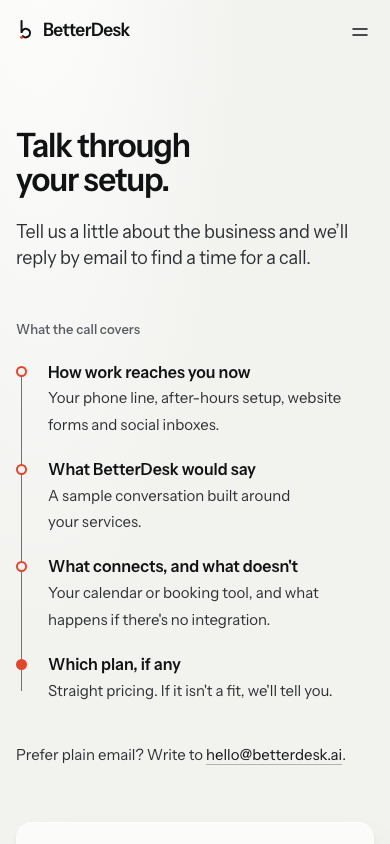 BetterDesk
Talk through
your setup.
Tell us a little about the business and we’ll
reply by email to find a time for a call.
What the call covers
How work reaches you now
Your phone line, after-hours setup, website
forms and social inboxes.
What BetterDesk would say
A sample conversation built around
your services.
What connects, and what doesn't
Your calendar or booking tool, and what
happens if there's no integration.
Which plan, if any
Straight pricing. If it isn't a fit, we'll tell you.
Prefer plain email? Write to hello@betterdesk.ai.